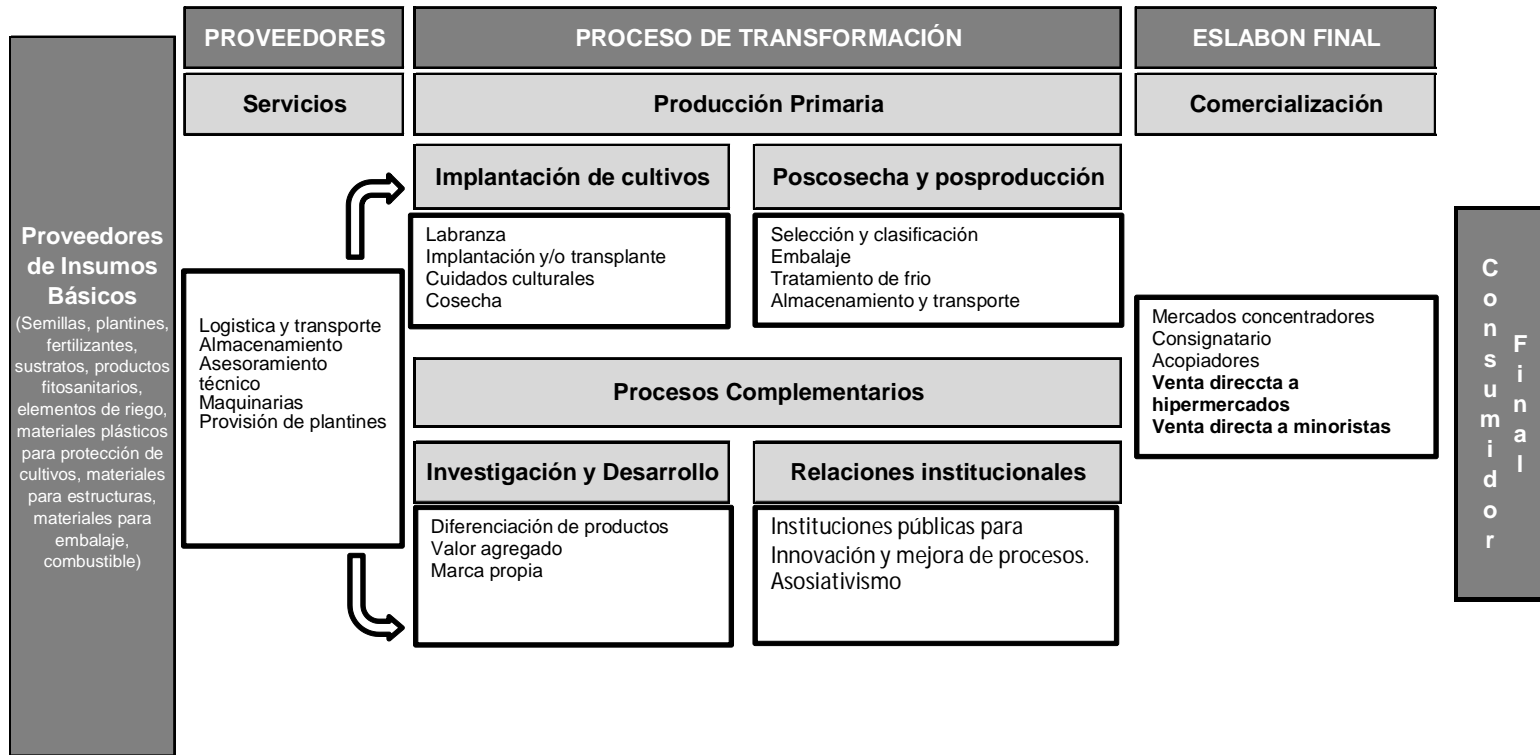 Proveedores
de Insumos
Básicos
(Semillas, plantines,
fertilizantes,
sustratos, productos
fitosanitarios,
elementos de riego,
materiales plásticos
para protección de
cultivos, materiales
para estructuras,
materiales para
embalaje,
combustible)
PROVEEDORES
Servicios
Logistica y transporte
Almacenamiento
Asesoramiento
técnico
Maquinarias
Provisión de plantines
PROCESO DE TRANSFORMACIÓN
Producción Primaria
Implantación de cultivos
Labranza
Implantación y/o transplante
Cuidados culturales
Cosecha
Poscosecha y posproducción
Selección y clasificación
Embalaje
Tratamiento de frio
Almacenamiento y transporte
Procesos Complementarios
Investigación y Desarrollo
Diferenciación de productos
Valor agregado
Marca propia
Relaciones institucionales
Instituciones públicas para
Innovación y mejora de procesos.
Asosiativismo
ESLABON FINAL
Comercialización
Mercados concentradores
Consignatario
Acopiadores
Venta direccta a
hipermercados
Venta directa a minoristas
Consumidor
Final